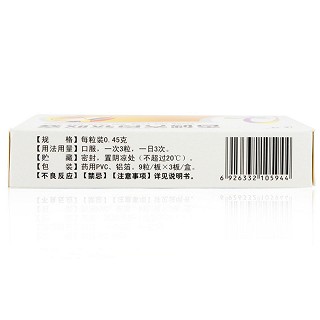 【规　　格】每粒装0.45克
【用法用量】口服，一次3粒，一日3次。
【贮　　藏】密封，置阴凉处（不超过20℃）。
【包　　装】药用PVC、铝箔，9粒/板×3板/盒。
【不良反应】【禁忌】【注意事项】详见说明书。
6 926332 105944